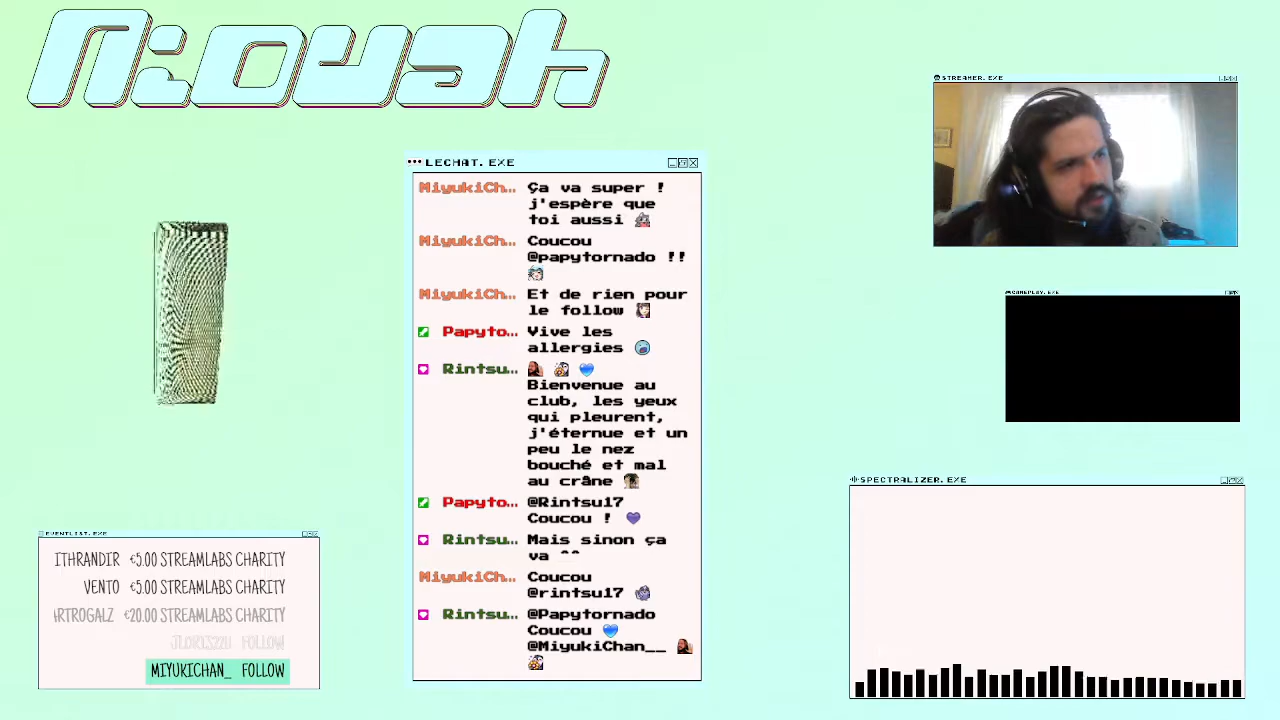 Nioush
STREAMER.EXE
LECHAT.EXE
MiyukiCh... Ça va super !
j'espère que
toi aussi
MiyukiCh... Coucou
@papytornado !!
MiyukiCh... Et de rien pour
le follow
Papyto... Vive les
allergies
Rintsu...
Bienvenue au
club, les yeux
qui pleurent,
j'éternue et un
peu le nez
bouché et mal
au crâne
Papyto... @Rintsu17
Coucou !
Rintsu... Mais sinon ça
va ^^
MiyukiCh... Coucou
@rintsu17
Rintsu... @Papytornado
Coucou
@MiyukiChan__
GAMEPLAY.EXE
SPECTRALIZER.EXE
EVENTLIST.EXE
ITHRANDIR €5.00 STREAMLABS CHARITY
VENTO €5.00 STREAMLABS CHARITY
RTROGALZ €20.00 STREAMLABS CHARITY
FOLLOW
MIYUKICHAN_ FOLLOW